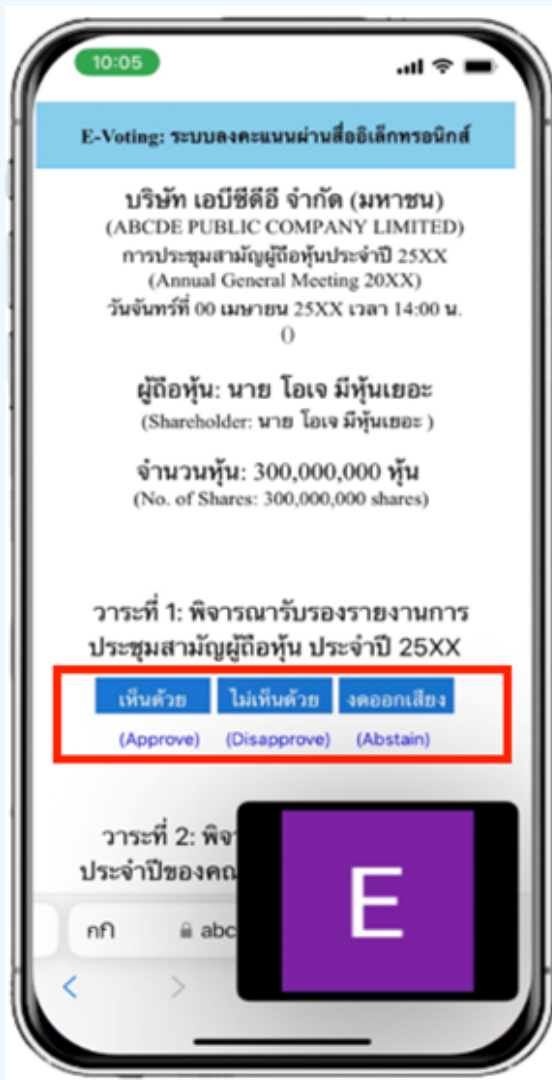 10:05
E-Voting: ระบบลงคะแนนผ่านสื่ออิเล็กทรอนิกส์
บริษัท เอบีซีดีอี จำกัด (มหาชน)
(ABCDE PUBLIC COMPANY LIMITED)
การประชุมสามัญผู้ถือหุ้นประจำปี 25XX
(Annual General Meeting 20XX)
วันจันทร์ที่ 00 เมษายน 25XX เวลา 14:00 น.
()
ผู้ถือหุ้น: นาย โอเจ มีหุ้นเยอะ
(Shareholder: นาย โอเจ มีหุ้นเยอะ )
จำนวนหุ้น: 300,000,000 หุ้น
(No. of Shares: 300,000,000 shares)
วาระที่ 1: พิจารณารับรองรายงานการ
ประชุมสามัญผู้ถือหุ้น ประจำปี 25XX
เห็นด้วย ไม่เห็นด้วย งดออกเสียง
(Approve) (Disapprove) (Abstain)
วาระที่ 2: พิจ
ประจำปีของคณ
กกิ abc
E